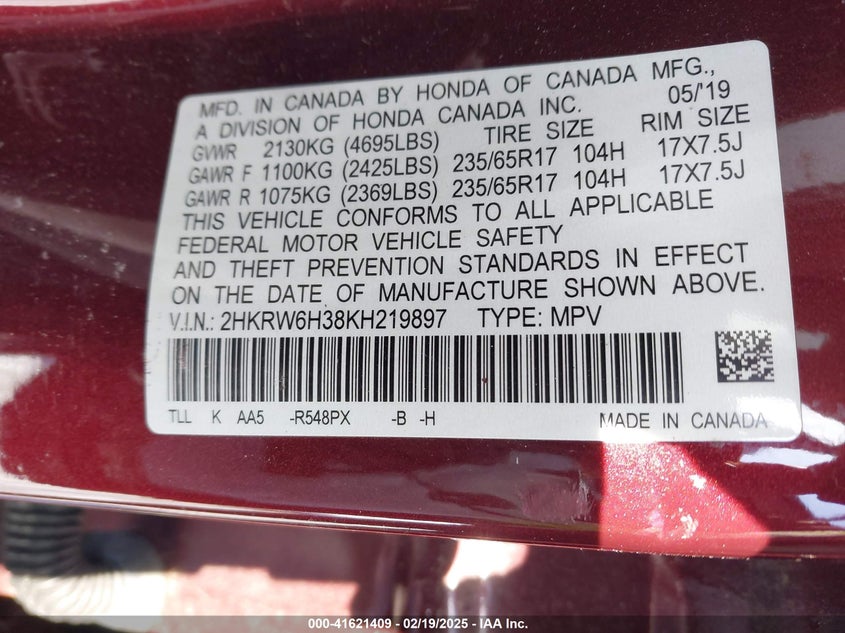 MFD. IN CANADA BY HONDA OF CANADA MFG.,
A DIVISION OF HONDA CANADA INC. 05/'19
GVWR 2130KG (4695LBS) TIRE SIZE RIM SIZE
GAWR F 1100KG (2425LBS) 235/65R17 104H 17X7.5J
GAWR R 1075KG (2369LBS) 235/65R17 104H 17X7.5J
THIS VEHICLE CONFORMS TO ALL APPLICABLE
FEDERAL MOTOR VEHICLE SAFETY
AND THEFT PREVENTION STANDARDS IN EFFECT
ON THE DATE OF MANUFACTURE SHOWN ABOVE.
V.I.N.: 2HKRW6H38KH219897 TYPE: MPV
TLL K AA5 -R548PX -B -H MADE IN CANADA
000-41621409 - 02/19/2025 - IAA Inc.